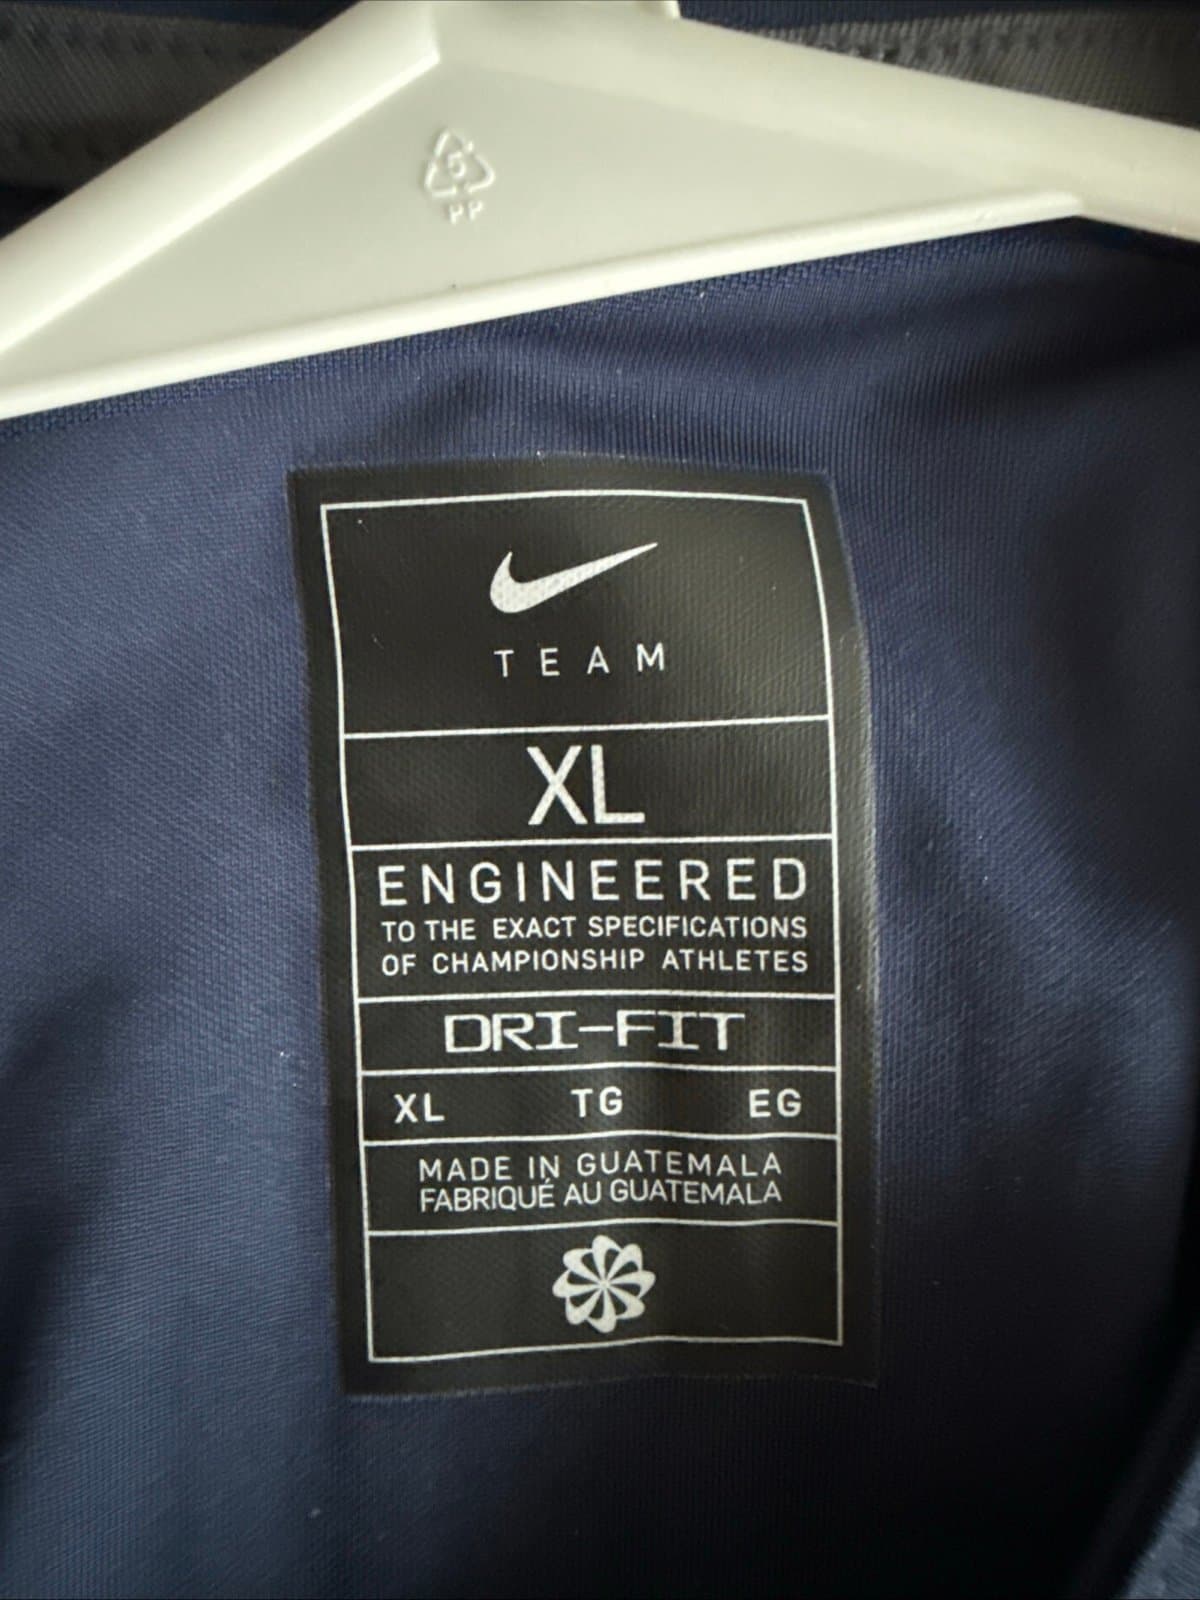 5
PP
TEAM
XL
ENGINEERED
TO THE EXACT SPECIFICATIONS
OF CHAMPIONSHIP ATHLETES
DRI-FIT
XL TG EG
MADE IN GUATEMALA
FABRIQUÉ AU GUATEMALA